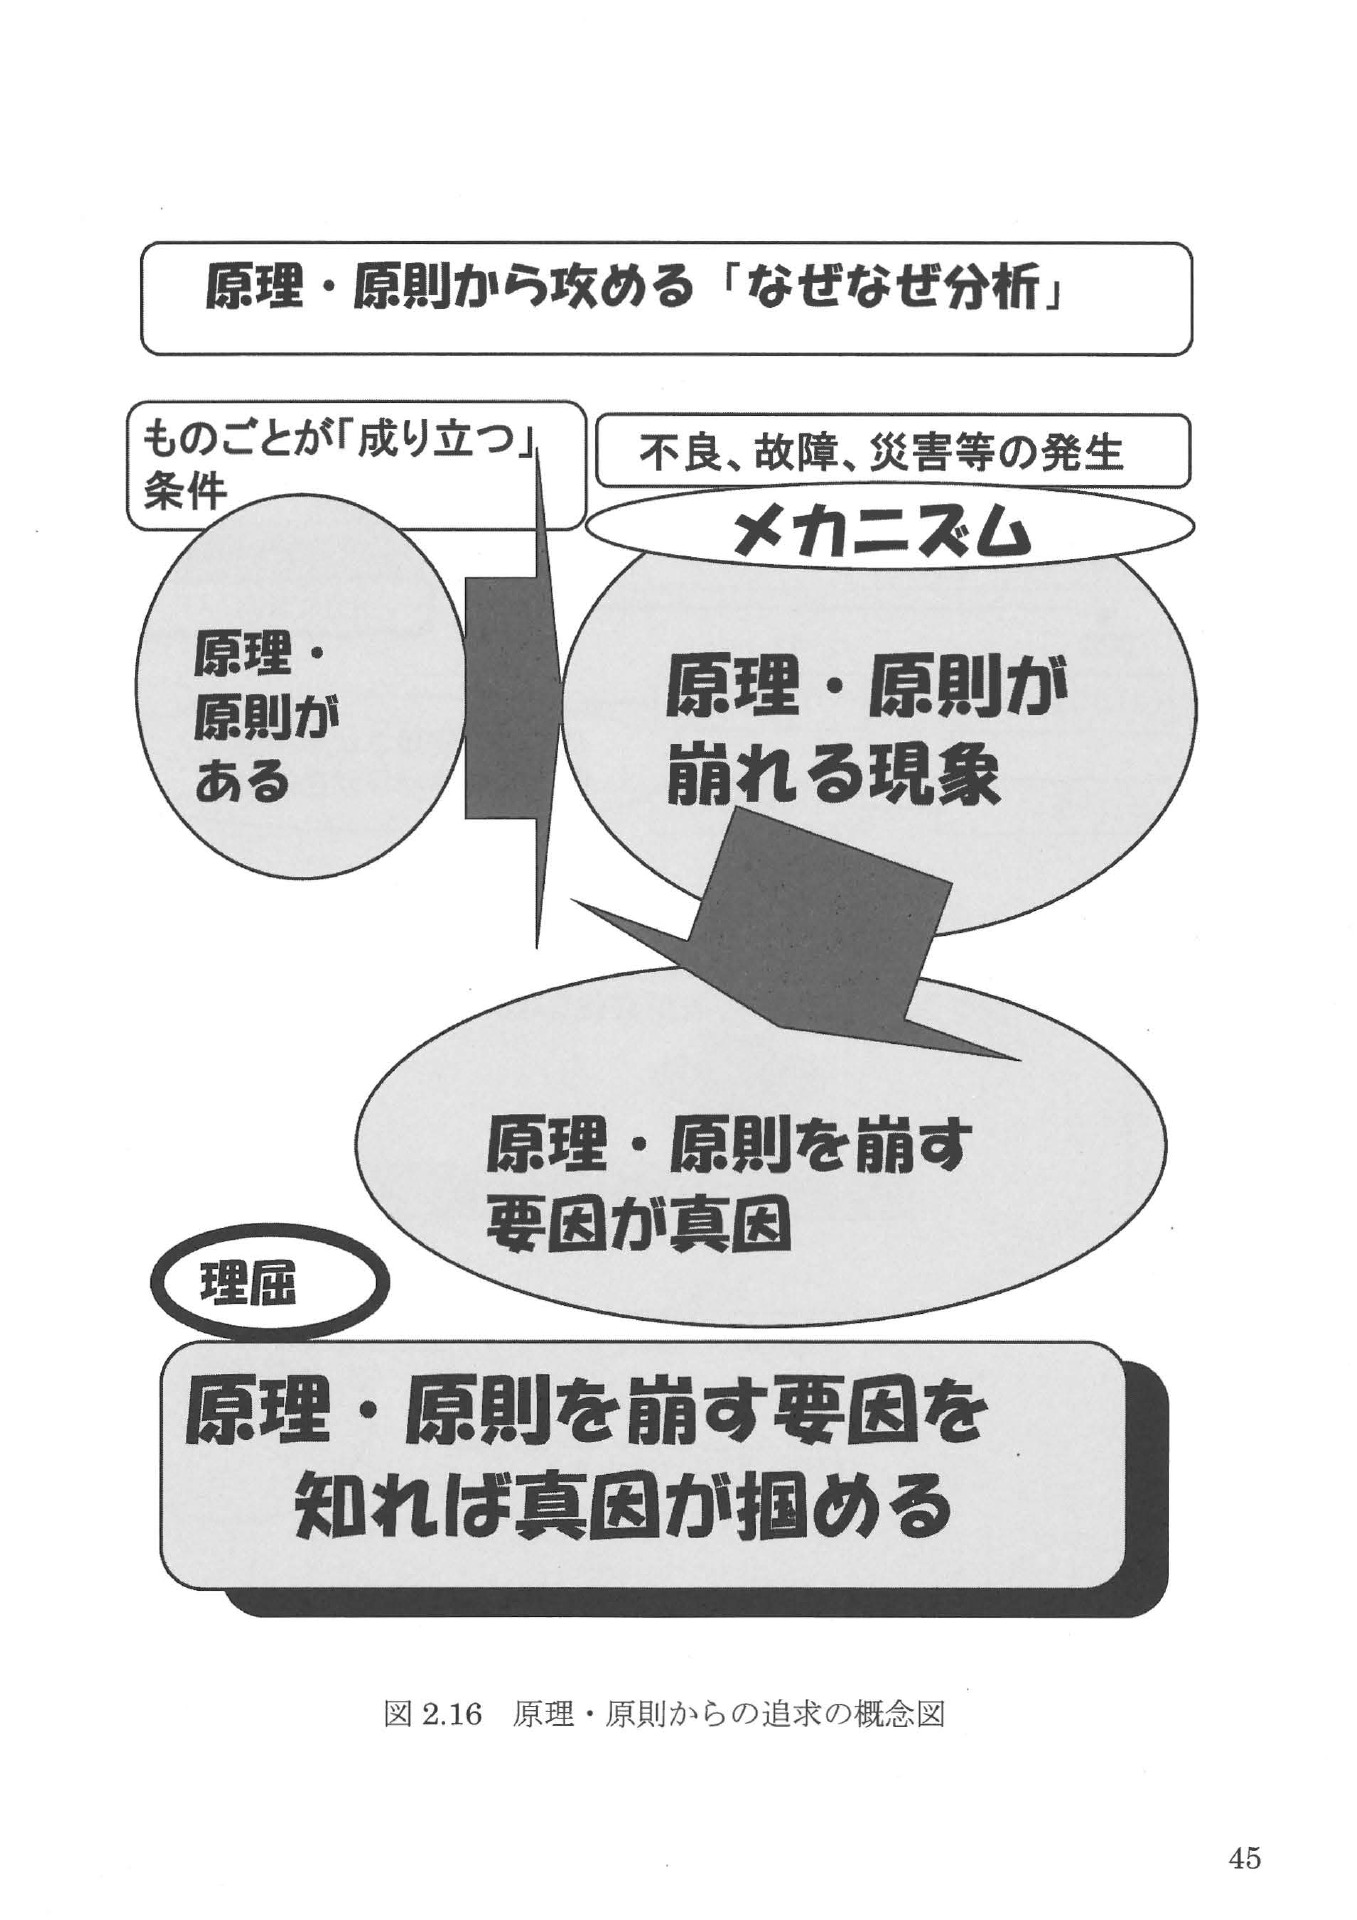 原理・原則から攻める「なぜなぜ分析」
ものごとが「成り立つ」
条件
不良、故障、災害等の発生
メカニズム
原理・
原則が
ある
原理・原則が
崩れる現象
原理・原則を崩す
要因が真因
理屈
原理・原則を崩す要因を
知れば真因が掴める
図 2.16 原理・原則からの追求の概念図
45